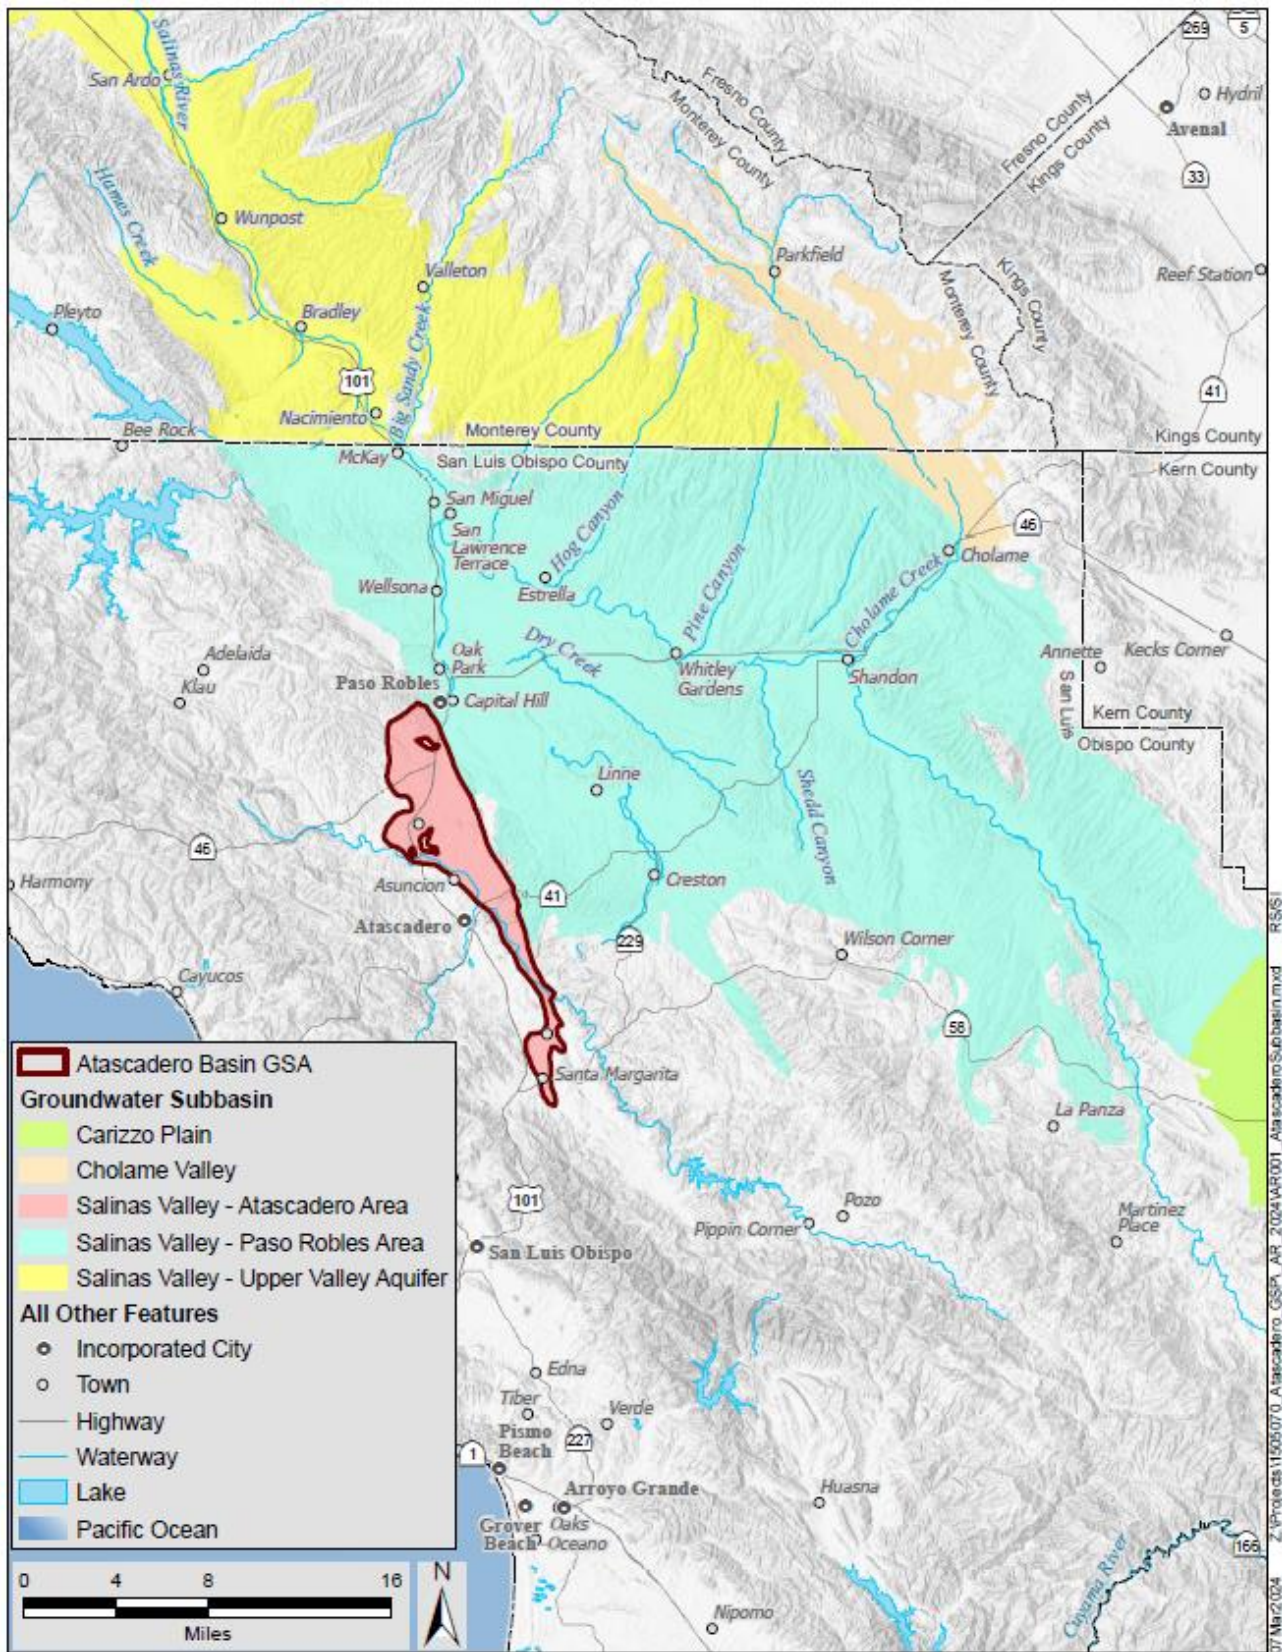 269
5
Salinas River
San Ardo
Fresno County
Monterey County
Hydril
Avenal
Fresno County
Kings County
33
Hames Creek
Wunpost
Valleton
Parkfield
Kings County
Monterey County
Reef Station
Pleyto
Bradley
Big Sandy Creek
101
41
Nacimiento
Bee Rock
Monterey County
Kings County
McKay
San Luis Obispo County
Kern County
San Miguel
San
Lawrence
Terrace
Hog Canyon
46
Cholame
Wellsona
Estrella
Pine Canyon
Cholame Creek
Dry Creek
Adelaida
Oak
Park
Whitley
Gardens
Shandon
Annette
Kecks Corner
Klau
Paso Robles
Capital Hill
San Luis
Kern County
Obispo County
Linne
Shedd Canyon
46
Harmony
Asuncion
Creston
41
Atascadero
229
Wilson Corner
Cayucos
58
Santa Margarita
La Panza
101
Pozo
Pippin Corner
Martinez
Place
San Luis Obispo
Edna
Tiber
Verde
Pismo
Beach
227
1
Arroyo Grande
Huasna
Grover
Beach
Oaks
Oceano
166
Cuyama River
Nipomo
Atascadero Basin GSA
Groundwater Subbasin
Carizzo Plain
Cholame Valley
Salinas Valley - Atascadero Area
Salinas Valley - Paso Robles Area
Salinas Valley - Upper Valley Aquifer
All Other Features
Incorporated City
Town
Highway
Waterway
Lake
Pacific Ocean
0 4 8 16
Miles
N
Z:\Projects\1505070_Atascadero_GSP\_AR_2024\AR001_AtascaderoSubbasin.mxd
RS/SI